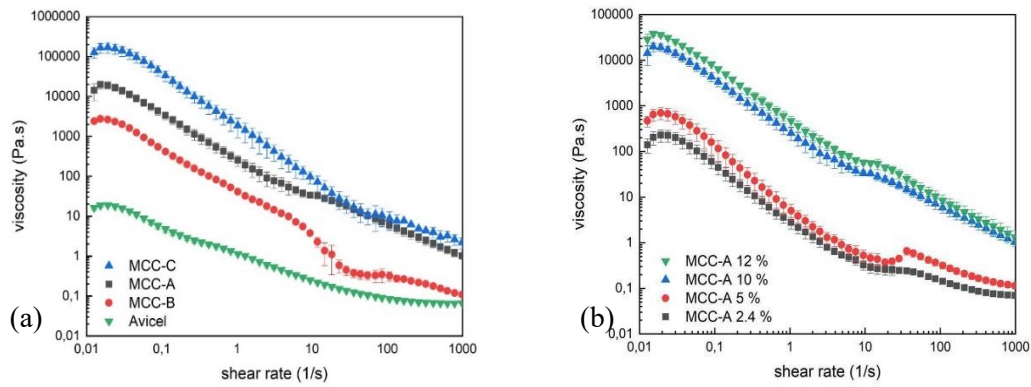 1000000
100000
10000
1000
100
10
1
0,1
0,01
viscosity (Pa.s)
MCC-C
MCC-A
MCC-B
Avicel
0,01 0,1 1 10 100 1000
shear rate (1/s)
(a)
100000
10000
1000
100
10
1
0,1
0,01
viscosity (Pa.s)
MCC-A 12 %
MCC-A 10 %
MCC-A 5 %
MCC-A 2.4 %
0,01 0,1 1 10 100 1000
shear rate (1/s)
(b)